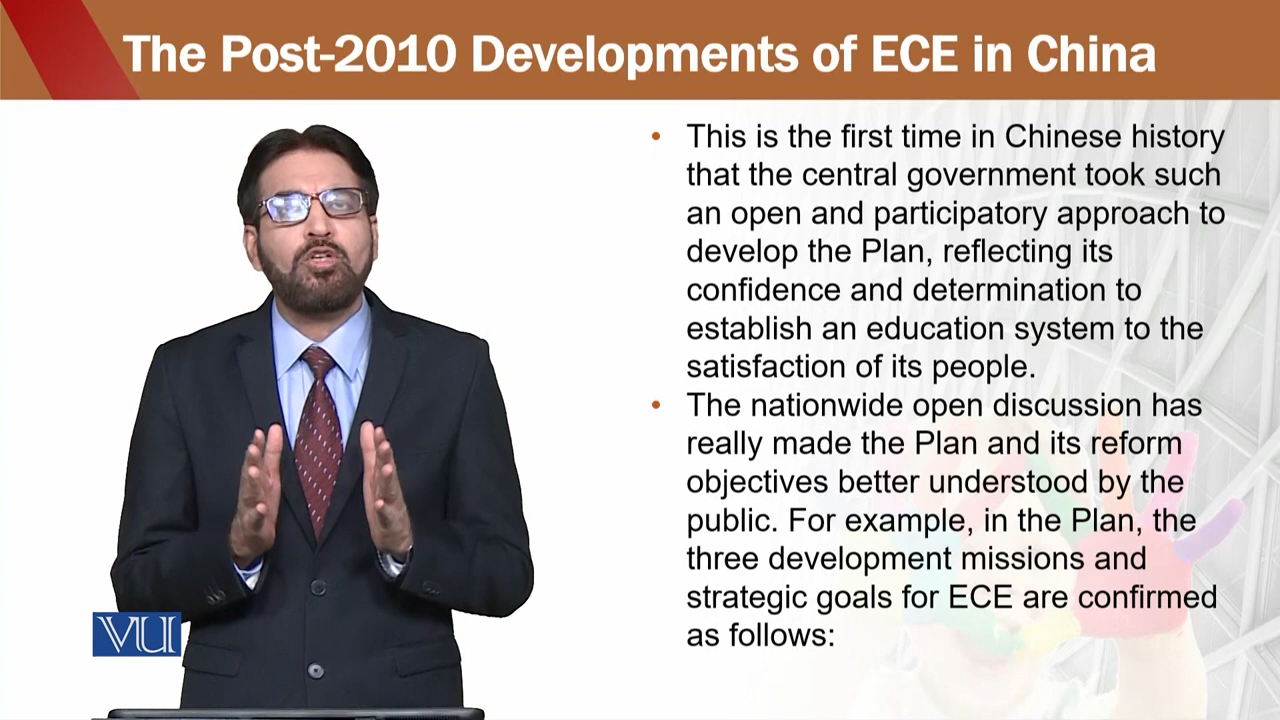 The Post-2010 Developments of ECE in China
• This is the first time in Chinese history
that the central government took such
an open and participatory approach to
develop the Plan, reflecting its
confidence and determination to
establish an education system to the
satisfaction of its people.
• The nationwide open discussion has
really made the Plan and its reform
objectives better understood by the
public. For example, in the Plan, the
three development missions and
strategic goals for ECE are confirmed
as follows:
VU